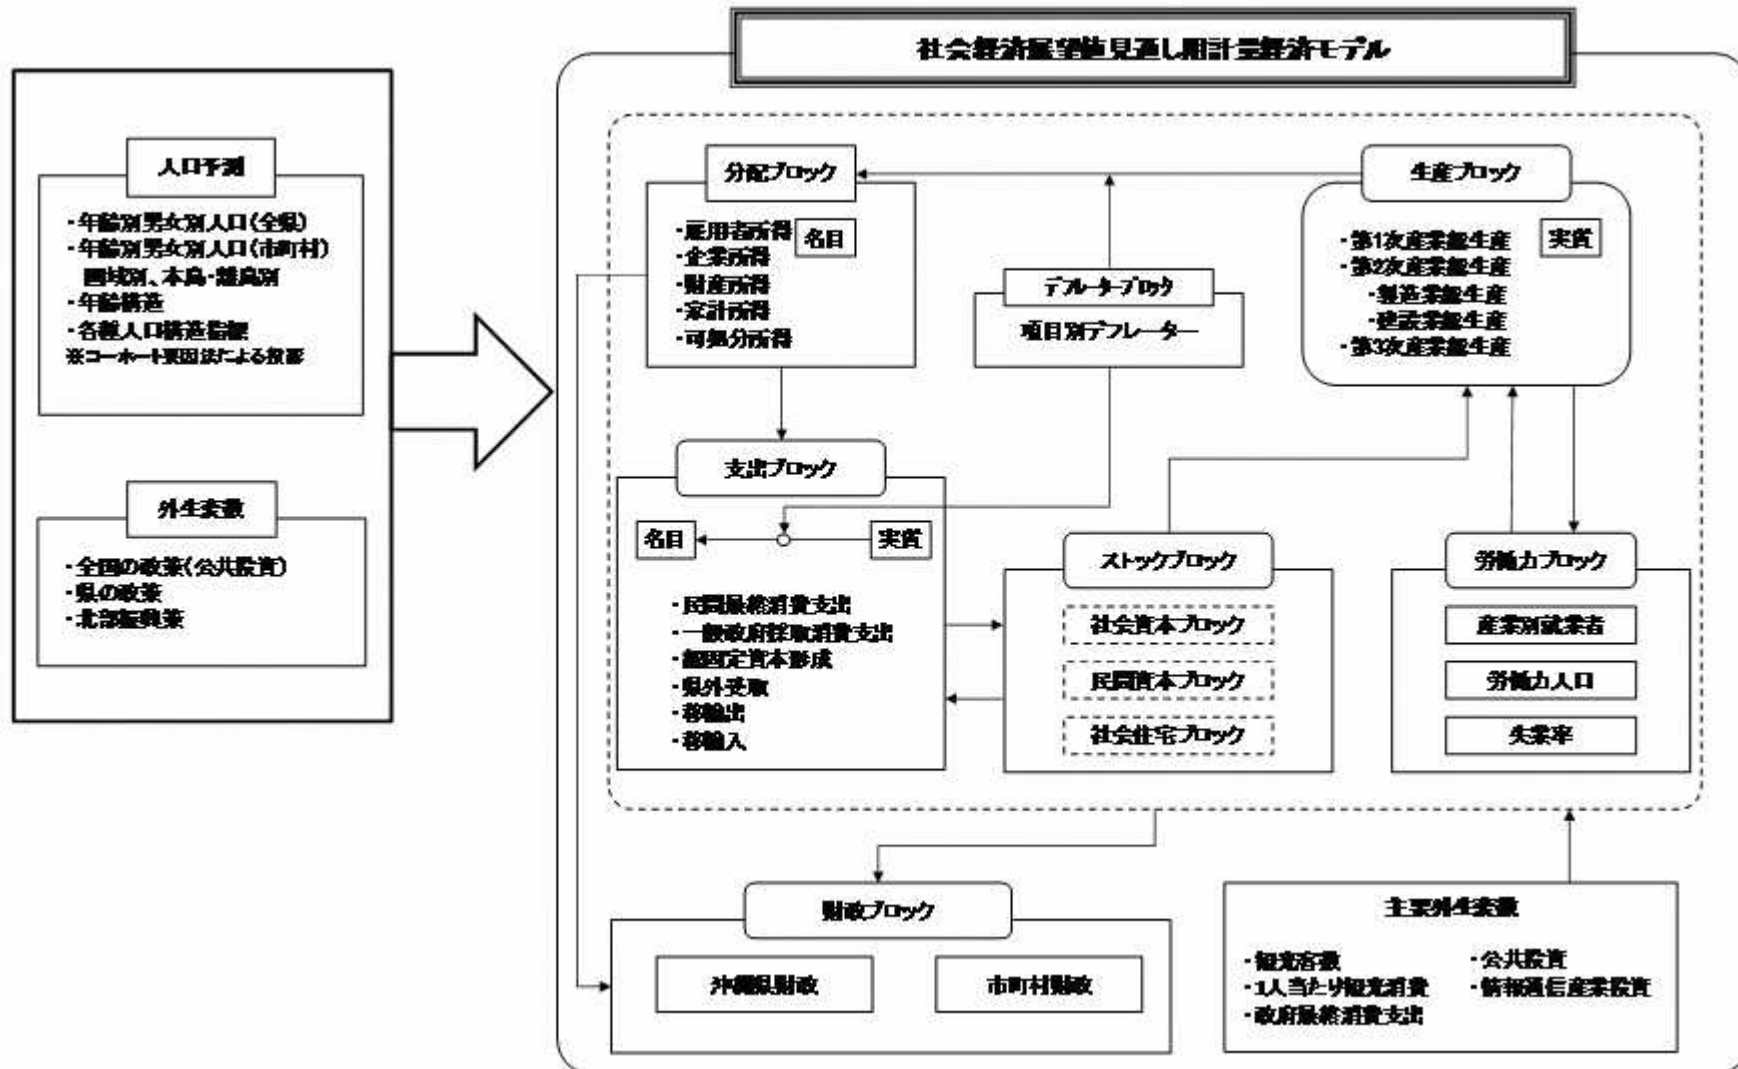 社会経済展望値見通し用計量経済モデル
人口予測
・年齢別男女別人口(全県)
・年齢別男女別人口(市町村)
圏域別、本島・離島別
・年齢構造
・各種人口構造指標
※コーホート要因法による推計
外生変数
・全国の政策(公共投資)
・県の政策
・北部振興策
分配ブロック
・雇用者所得
名目
・企業所得
・財産所得
・家計所得
・可処分所得
デフレーターブロック
項目別デフレーター
生産ブロック
・第1次産業総生産
実質
・第2次産業総生産
・製造業総生産
・建設業総生産
・第3次産業総生産
支出ブロック
名目
実質
・民間最終消費支出
・一般政府採取消費支出
・総固定資本形成
・県外受取
・移輸出
・移輸入
ストックブロック
社会資本ブロック
民間資本ブロック
社会住宅ブロック
労働力ブロック
産業別就業者
労働力人口
失業率
財政ブロック
沖縄県財政
市町村財政
主要外生変数
・観光客数
・1人当たり観光消費
・政府最終消費支出
・公共投資
・情報通信産業投資